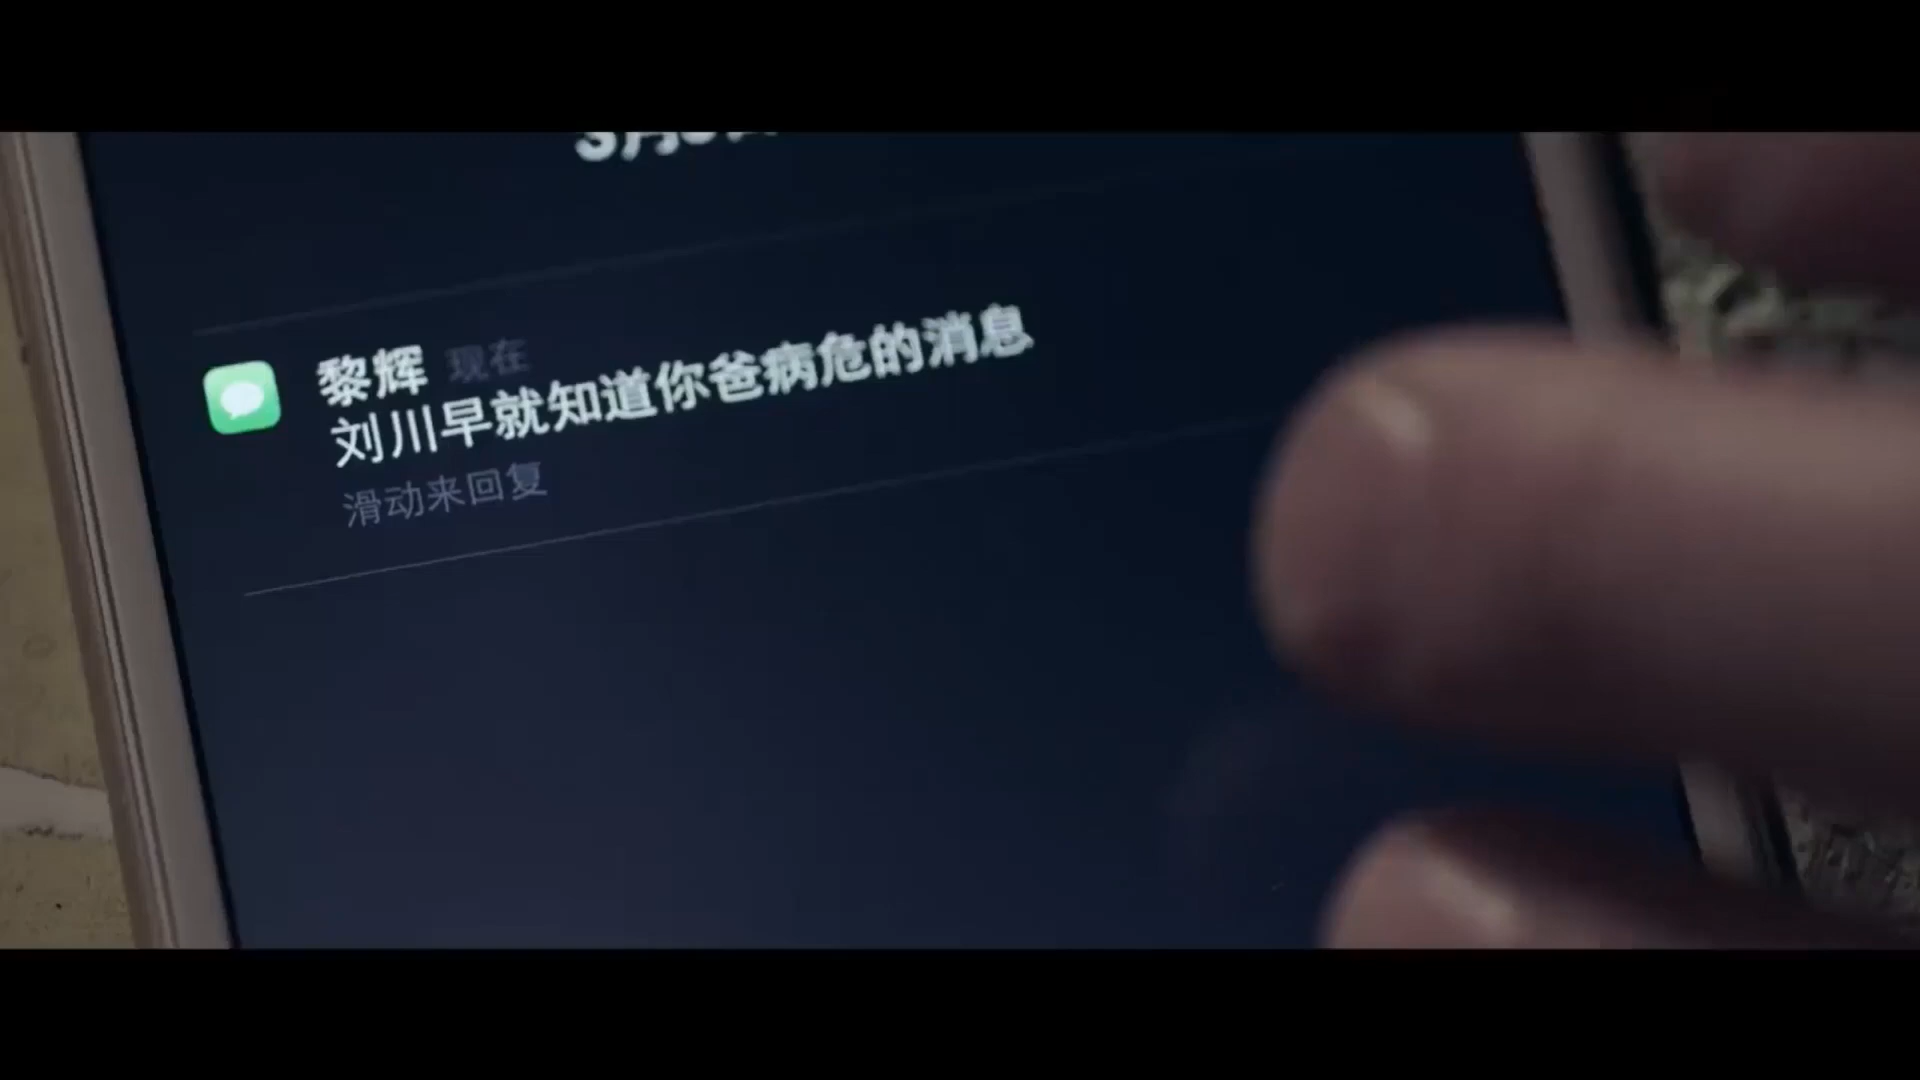 黎辉 现在
刘川早就知道你爸病危的消息
滑动来回复